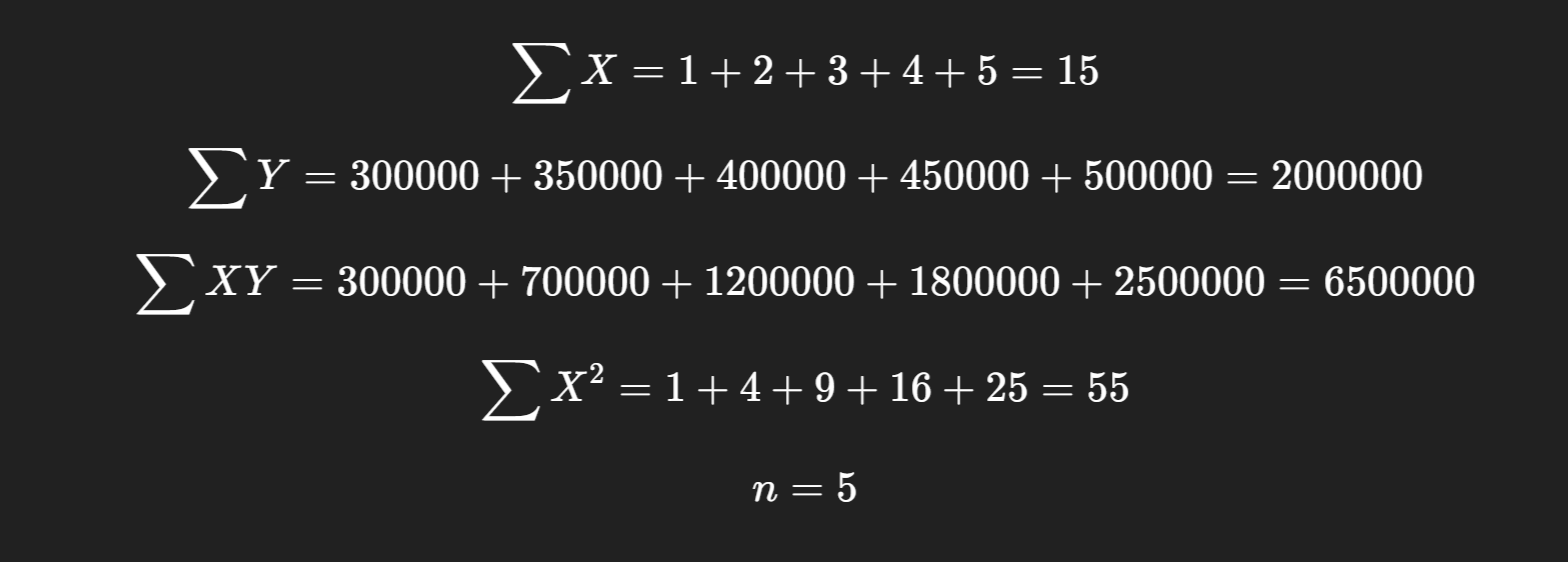 ∑ X = 1 + 2 + 3 + 4 + 5 = 15
∑ Y = 300000 + 350000 + 400000 + 450000 + 500000 = 2000000
∑ XY = 300000 + 700000 + 1200000 + 1800000 + 2500000 = 6500000
∑ X² = 1 + 4 + 9 + 16 + 25 = 55
n = 5